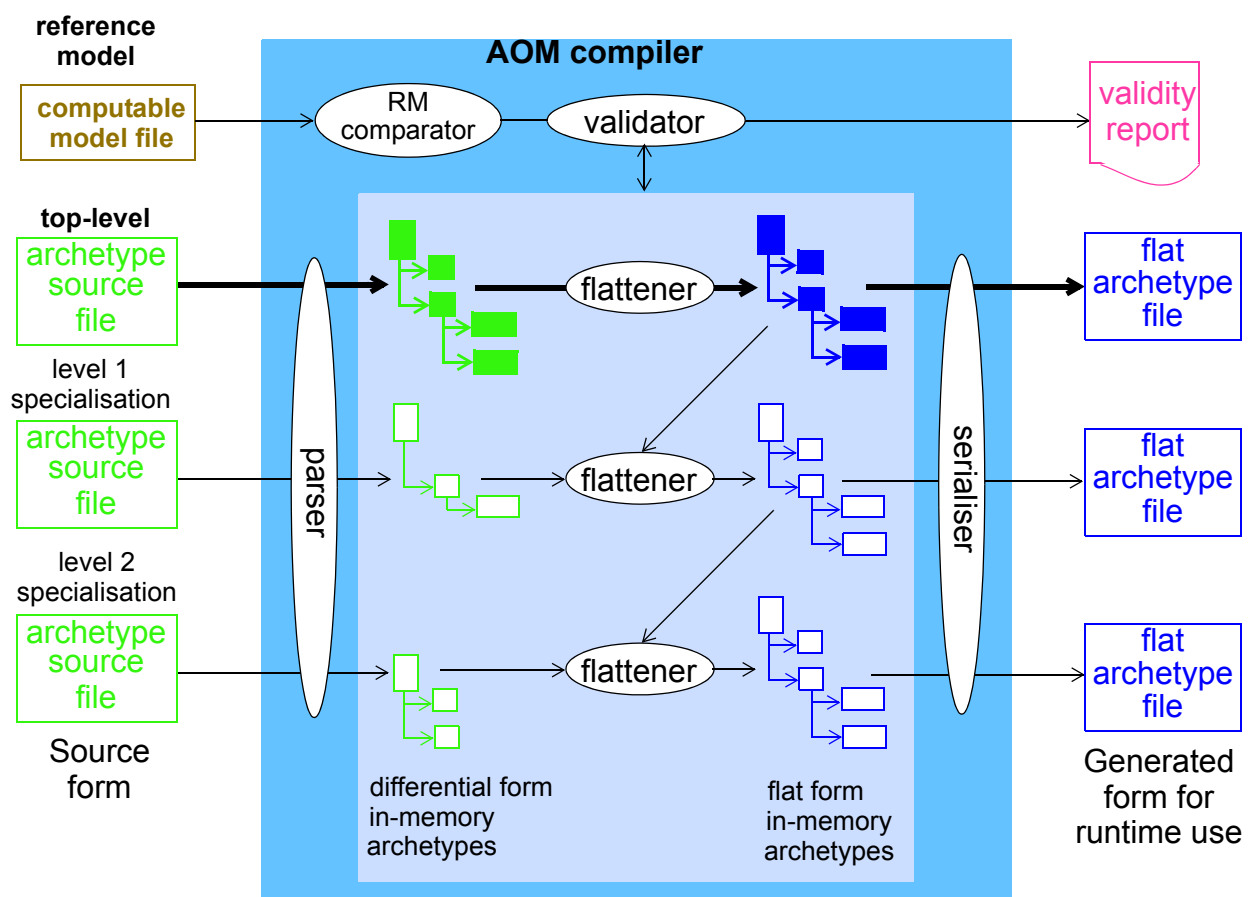 reference
model
AOM compiler
computable
model file
RM
comparator
validator
validity
report
top-level
archetype
source
file
flattener
flat
archetype
file
level 1
specialisation
archetype
source
file
parser
flattener
serialiser
flat
archetype
file
level 2
specialisation
archetype
source
file
flattener
flat
archetype
file
Source
form
differential form
in-memory
archetypes
flat form
in-memory
archetypes
Generated
form for
runtime use